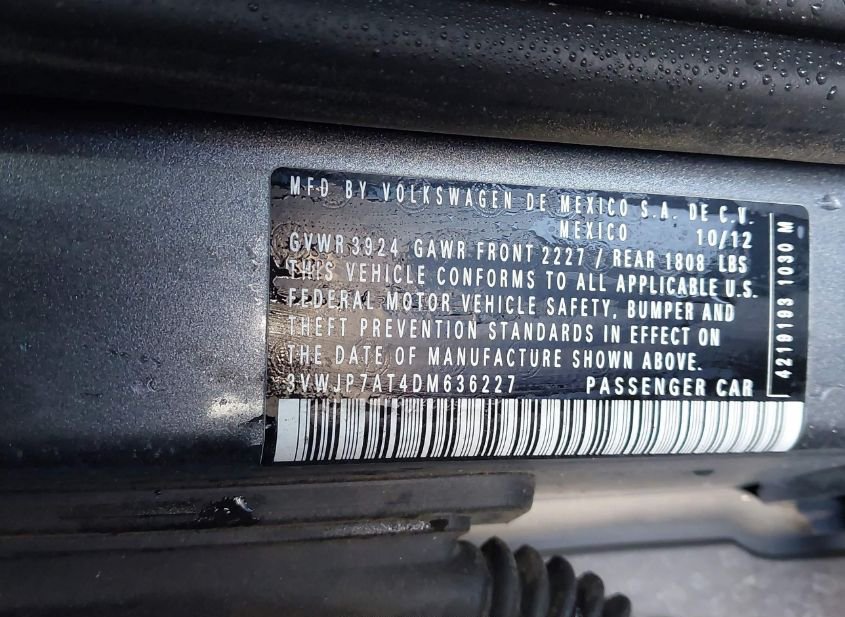 MFD BY VOLKSWAGEN DE MEXICO S.A. DE C.V.
MEXICO 10/12
GVWR 3924 GAWR FRONT 2227 / REAR 1808 LBS
THIS VEHICLE CONFORMS TO ALL APPLICABLE U.S.
FEDERAL MOTOR VEHICLE SAFETY, BUMPER AND
THEFT PREVENTION STANDARDS IN EFFECT ON
THE DATE OF MANUFACTURE SHOWN ABOVE.
3VWJP7AT4DM636227 PASSENGER CAR
4219193 1030 M